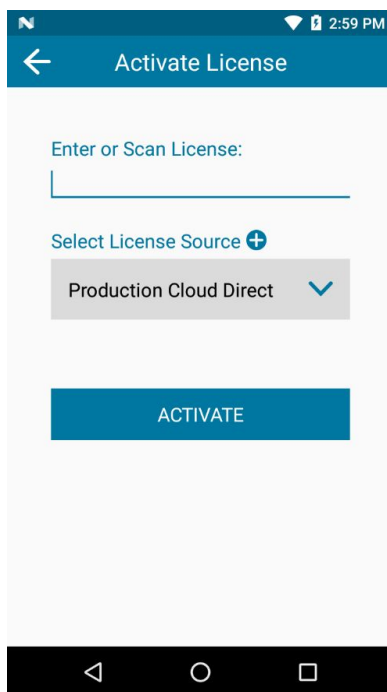 2:59 PM
Activate License
Enter or Scan License:
Select License Source
Production Cloud Direct
ACTIVATE